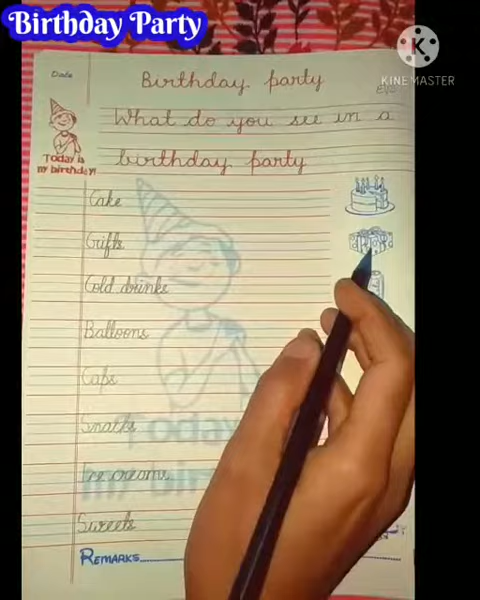 Birthday Party
KINEMASTER
Date
Birthday party
EVS
What do you see in a
Today is
my birthday!
birthday party
Cake
Gifts
Cold drinks
Balloons
Caps
Snacks
Ice creams
Sweets
REMARKS